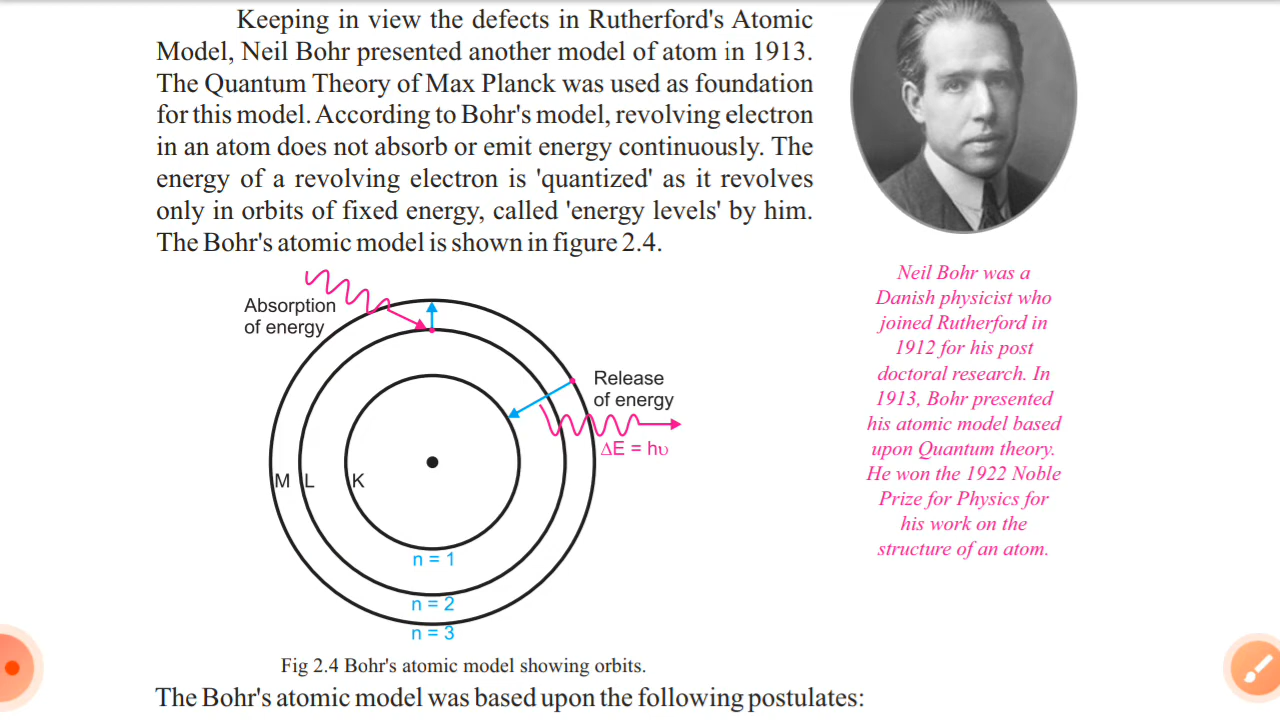 Keeping in view the defects in Rutherford's Atomic
Model, Neil Bohr presented another model of atom in 1913.
The Quantum Theory of Max Planck was used as foundation
for this model. According to Bohr's model, revolving electron
in an atom does not absorb or emit energy continuously. The
energy of a revolving electron is 'quantized' as it revolves
only in orbits of fixed energy, called 'energy levels' by him.
The Bohr's atomic model is shown in figure 2.4.
Absorption
of energy
Release
of energy
ΔE = hυ
M L K
n = 1
n = 2
n = 3
Fig 2.4 Bohr's atomic model showing orbits.
The Bohr's atomic model was based upon the following postulates:
Neil Bohr was a
Danish physicist who
joined Rutherford in
1912 for his post
doctoral research. In
1913, Bohr presented
his atomic model based
upon Quantum theory.
He won the 1922 Noble
Prize for Physics for
his work on the
structure of an atom.